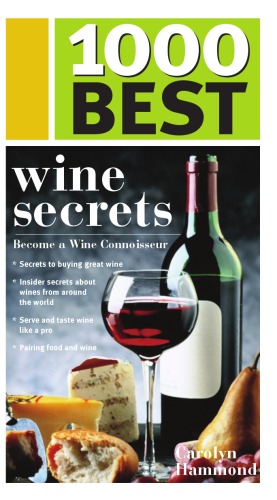 1000
BEST
wine
secrets
Become a Wine Connoisseur
* Secrets to buying great wine
* Insider secrets about
wines from around
the world
* Serve and taste wine
like a pro
* Pairing food and wine
Carolyn
Hammond